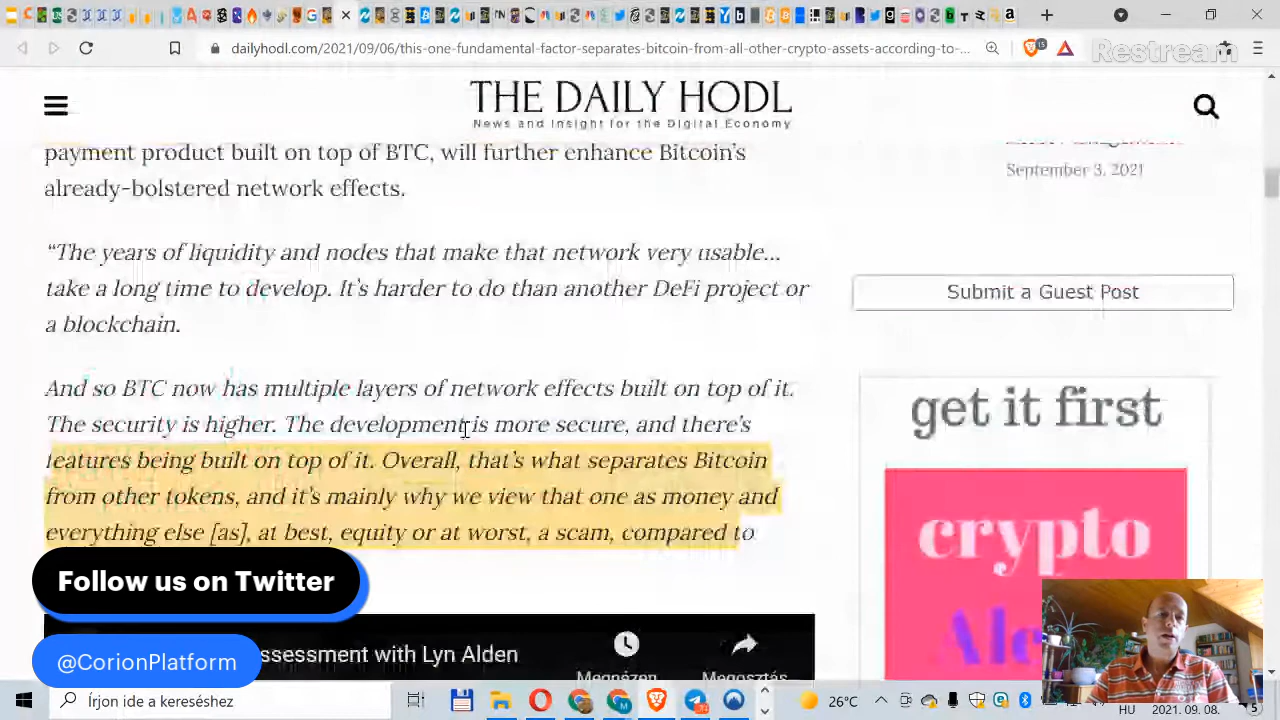 dailyhodl.com/2021/09/06/this-one-fundamental-factor-separates-bitcoin-from-all-other-crypto-assets-according-to-...
15
Restream
THE DAILY HODL
News and Insight for the Digital Economy
payment product built on top of BTC, will further enhance Bitcoin's
already-bolstered network effects.
September 3, 2021
“The years of liquidity and nodes that make that network very usable…
take a long time to develop. It's harder to do than another DeFi project or
a blockchain.
Submit a Guest Post
And so BTC now has multiple layers of network effects built on top of it.
The security is higher. The development is more secure, and there's
features being built on top of it. Overall, that's what separates Bitcoin
from other tokens, and it's mainly why we view that one as money and
everything else [as], at best, equity or at worst, a scam, compared to
get it first
crypto
Follow us on Twitter
@CorionPlatform
ssessment with Lyn Alden
Megnézen
Megosztás
Írjon ide a kereséshez
26°C
HU
2021. 09. 08.
5